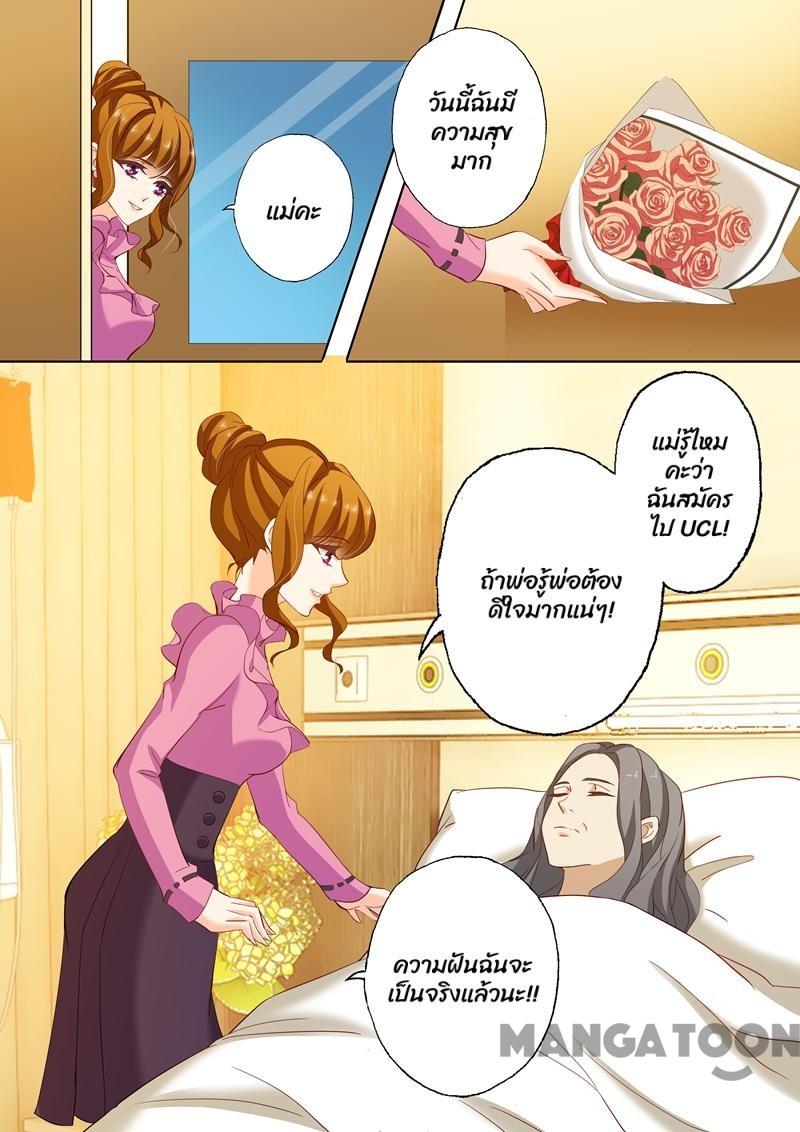 แม่คะ
วันนี้ฉันมี
ความสุข
มาก
แม่รู้ไหม
คะว่า
ฉันสมัคร
ไป UCL!
ถ้าพ่อรู้พ่อต้อง
ดีใจมากแน่ๆ!
ความฝันฉันจะ
เป็นจริงแล้วนะ!!
MANGATOON